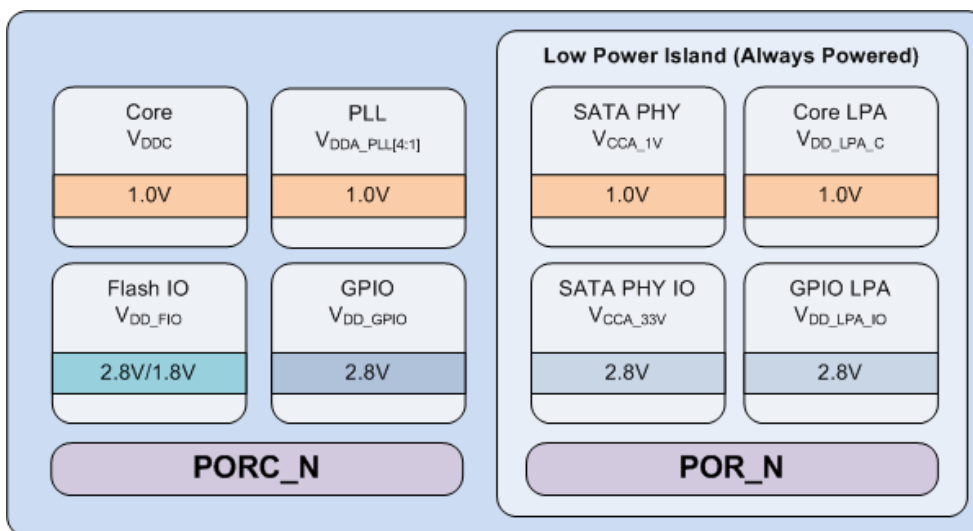 Low Power Island (Always Powered)
Core
VDDC
1.0V
PLL
VDDA_PLL[4:1]
1.0V
SATA PHY
VCCA_1V
1.0V
Core LPA
VDD_LPA_C
1.0V
Flash IO
VDD_FIO
2.8V/1.8V
GPIO
VDD_GPIO
2.8V
SATA PHY IO
VCCA_33V
2.8V
GPIO LPA
VDD_LPA_IO
2.8V
PORC_N
POR_N